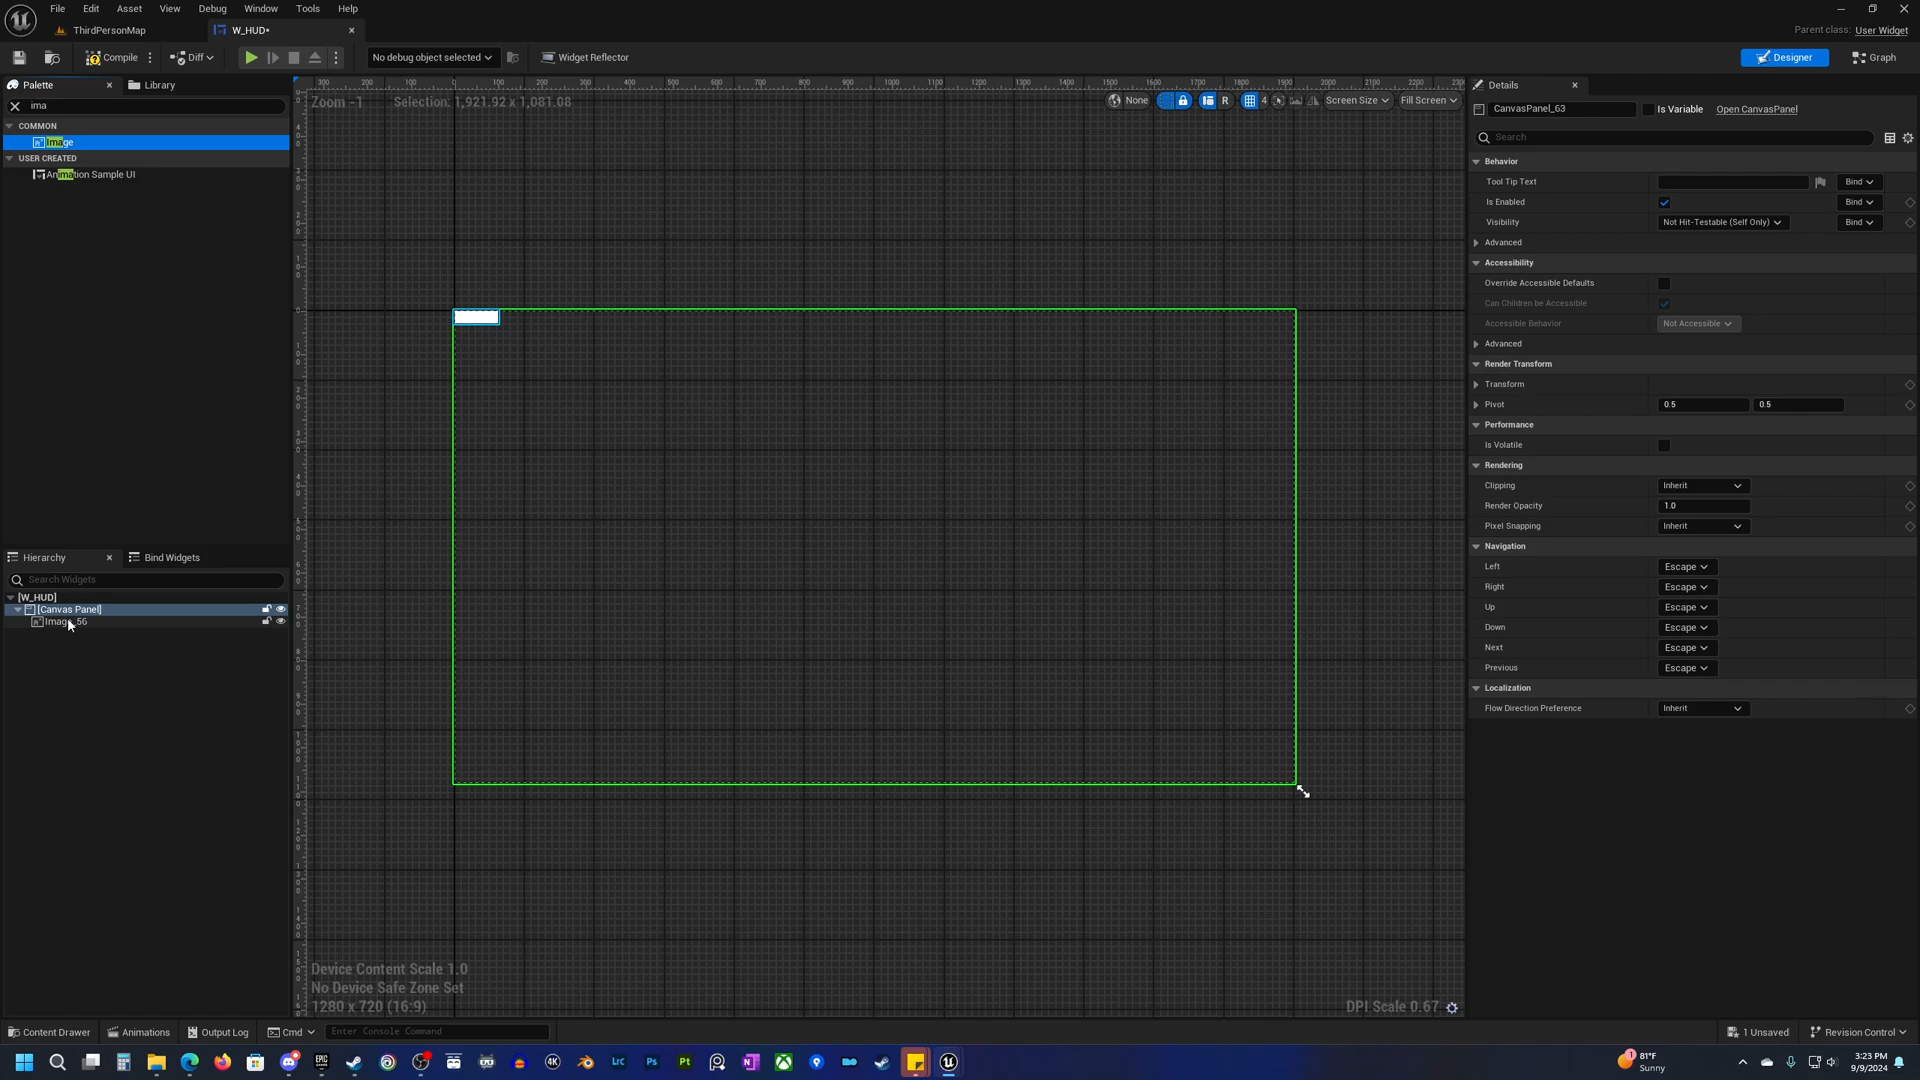 File Edit Asset View Window Debug Tools Help
ThirdPersonMap
W_HUD*
Parent class: User Widget
Compile
Diff
No debug object selected
Widget Reflector
Designer
Graph
Palette
Library
ima
COMMON
Image
USER CREATED
Animation Sample UI
Hierarchy
Bind Widgets
Search Widgets
[W_HUD]
[Canvas Panel]
Zoom -1
Selection: 1,921.92 x 1,081.08
None
R
4
Screen Size
Fill Screen
Device Content Scale 1.0
No Device Safe Zone Set
1280 x 720 (16:9)
DPI Scale 0.67
Details
CanvasPanel_63
Is Variable
Open CanvasPanel
Search
Behavior
Tool Tip Text
Bind
Is Enabled
Bind
Visibility
Not Hit-Testable (Self Only)
Bind
Advanced
Accessibility
Override Accessible Defaults
Can Children be Accessible
Accessible Behavior
Not Accessible
Advanced
Render Transform
Transform
Pivot
0.5
0.5
Performance
Is Volatile
Rendering
Clipping
Inherit
Render Opacity
1.0
Pixel Snapping
Inherit
Navigation
Left
Escape
Right
Escape
Up
Escape
Down
Escape
Next
Escape
Previous
Escape
Localization
Flow Direction Preference
Inherit
Content Drawer
Animations
Output Log
Cmd
Enter Console Command
1 Unsaved
Revision Control
81°F
Sunny
3:23 PM
9/9/2024